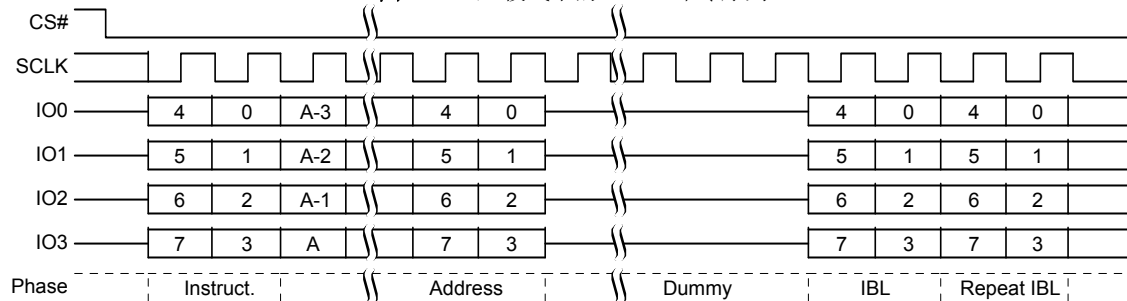 CS#
SCLK
IO0 4 0 A-3 4 0 4 0 4 0
IO1 5 1 A-2 5 1 5 1 5 1
IO2 6 2 A-1 6 2 6 2 6 2
IO3 7 3 A 7 3 7 3 7 3
Phase Instruct. Address Dummy IBL Repeat IBL